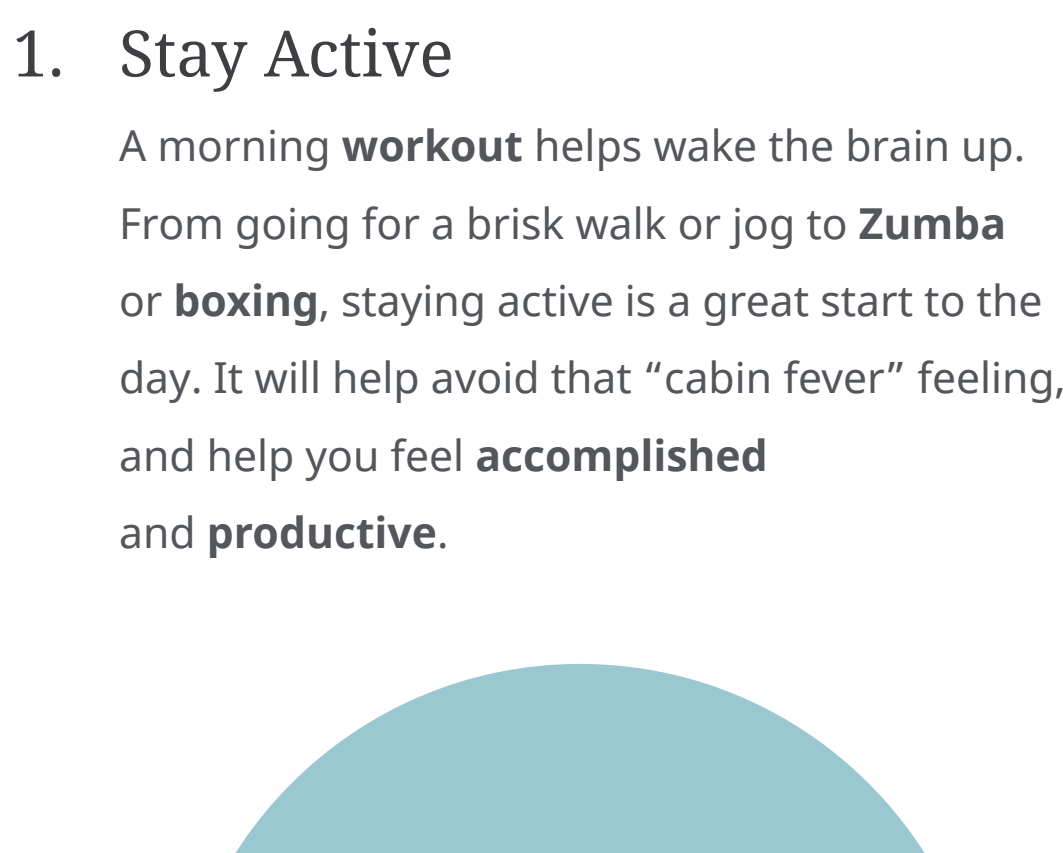 1. Stay Active
A morning workout helps wake the brain up.
From going for a brisk walk or jog to Zumba
or boxing, staying active is a great start to the
day. It will help avoid that “cabin fever” feeling,
and help you feel accomplished
and productive.